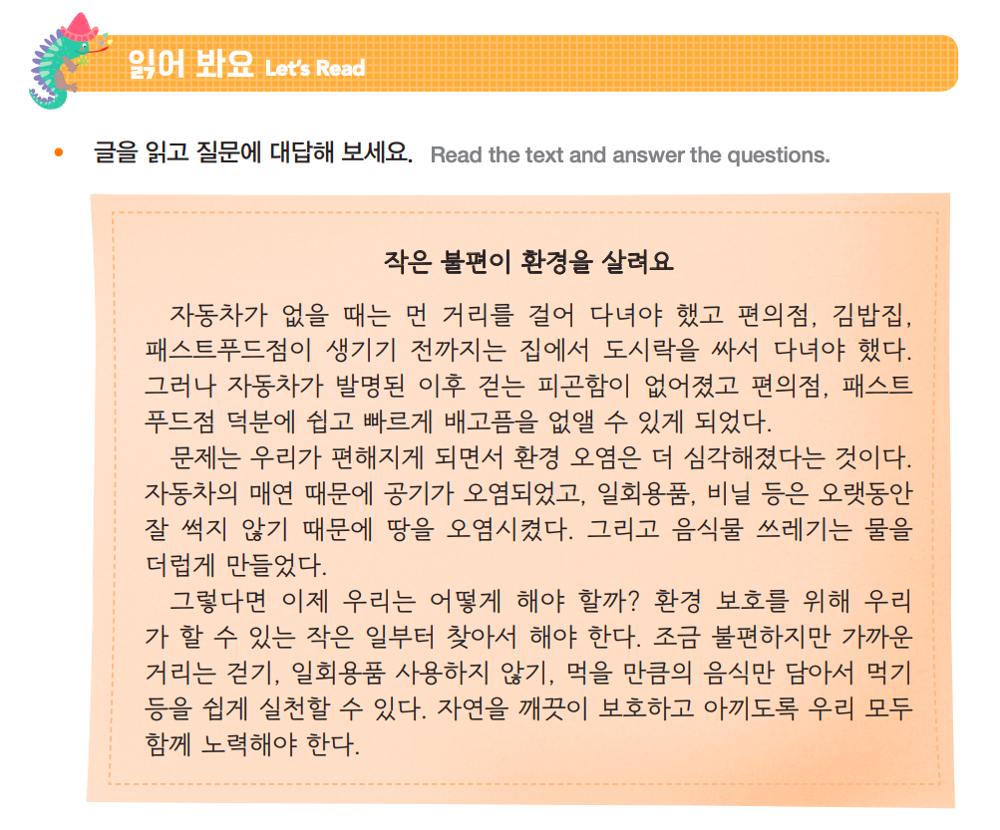 읽어 봐요 Let's Read
• 글을 읽고 질문에 대답해 보세요. Read the text and answer the questions.
작은 불편이 환경을 살려요
자동차가 없을 때는 먼 거리를 걸어 다녀야 했고 편의점, 김밥집,
패스트푸드점이 생기기 전까지는 집에서 도시락을 싸서 다녀야 했다.
그러나 자동차가 발명된 이후 걷는 피곤함이 없어졌고 편의점, 패스트
푸드점 덕분에 쉽고 빠르게 배고픔을 없앨 수 있게 되었다.
문제는 우리가 편해지게 되면서 환경 오염은 더 심각해졌다는 것이다.
자동차의 매연 때문에 공기가 오염되었고, 일회용품, 비닐 등은 오랫동안
잘 썩지 않기 때문에 땅을 오염시켰다. 그리고 음식물 쓰레기는 물을
더럽게 만들었다.
그렇다면 이제 우리는 어떻게 해야 할까? 환경 보호를 위해 우리
가 할 수 있는 작은 일부터 찾아서 해야 한다. 조금 불편하지만 가까운
거리는 걷기, 일회용품 사용하지 않기, 먹을 만큼의 음식만 담아서 먹기
등을 쉽게 실천할 수 있다. 자연을 깨끗이 보호하고 아끼도록 우리 모두
함께 노력해야 한다.